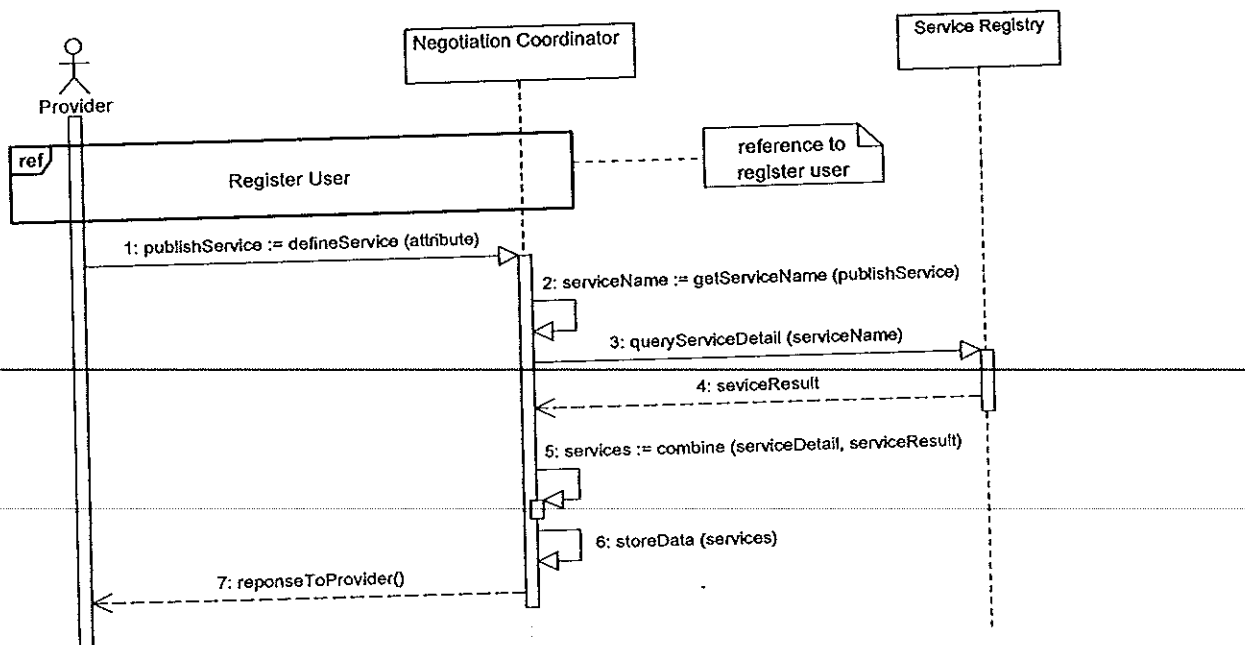 Negotiation Coordinator
Service Registry
Provider
ref
Register User
reference to
register user
1: publishService := defineService (attribute)
2: serviceName := getServiceName (publishService)
3: queryServiceDetail (serviceName)
4: seviceResult
5: services := combine (serviceDetail, serviceResult)
6: storeData (services)
7: reponseToProvider()